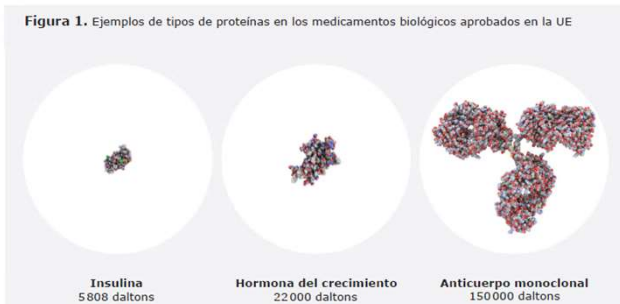 Figura 1. Ejemplos de tipos de proteínas en los medicamentos biológicos aprobados en la UE
Insulina
5808 daltons
Hormona del crecimiento
22000 daltons
Anticuerpo monoclonal
150000 daltons